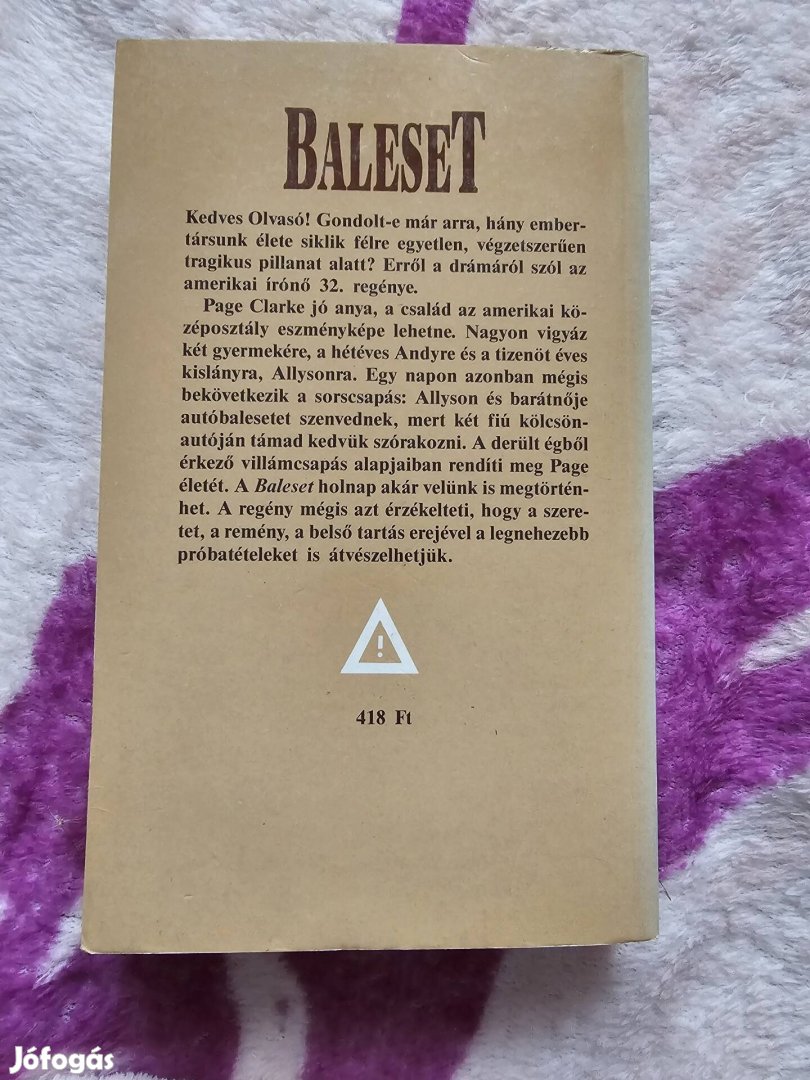 BALESET
Kedves Olvasó! Gondolt-e már arra, hány ember-
társunk élete siklik félre egyetlen, végzetszerűen
tragikus pillanat alatt? Erről a drámáról szól az
amerikai írónő 32. regénye.
Page Clarke jó anya, a család az amerikai kö-
zéposztály eszményképe lehetne. Nagyon vigyáz
két gyermekére, a hétéves Andyre és a tizenöt éves
kislányra, Allysonra. Egy napon azonban mégis
bekövetkezik a sorscsapás: Allyson és barátnője
autóbalesetet szenvednek, mert két fiú kölcsön-
autóján támad kedvük szórakozni. A derült égből
érkező villámcsapás alapjaiban rendíti meg Page
életét. A Baleset holnap akár velünk is megtörtén-
het. A regény mégis azt érzékelteti, hogy a szere-
tet, a remény, a belső tartás erejével a legnehezebb
próbatételeket is átvészelhetjük.
!
418 Ft
Jófogás